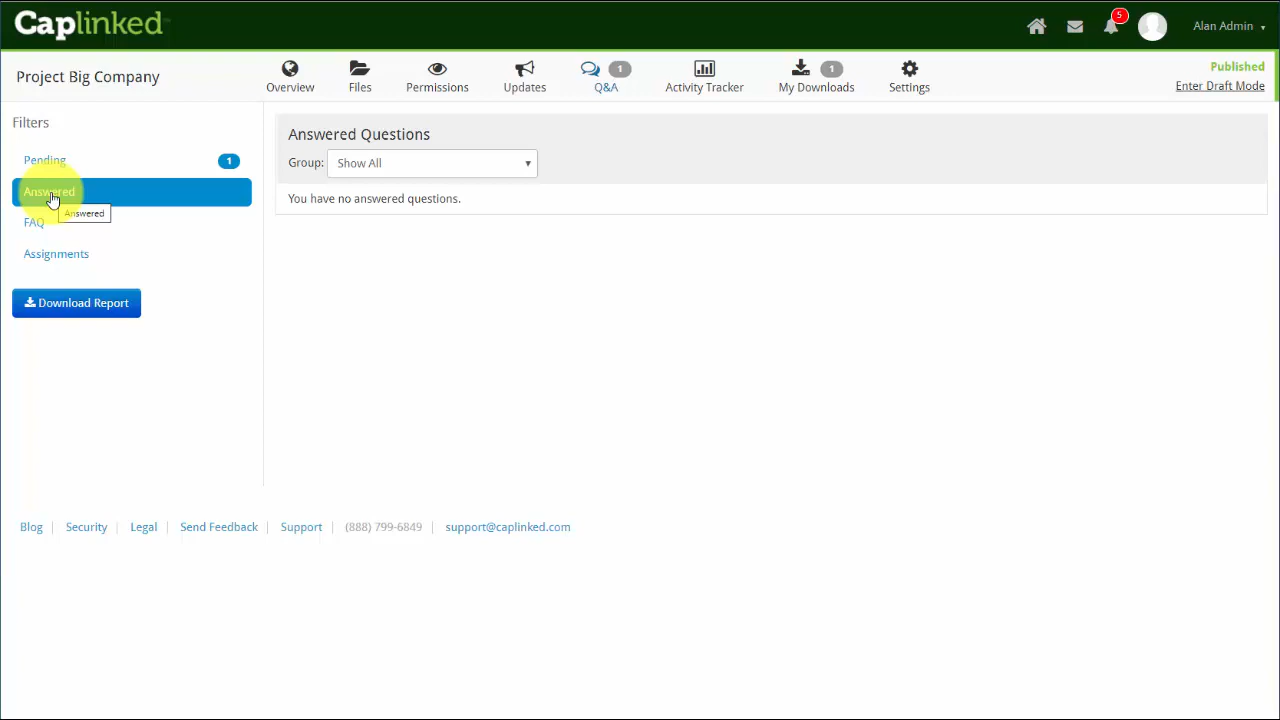 Caplinked
5
Alan Admin
Project Big Company
Overview
Files
Permissions
Updates
1
Q&A
Activity Tracker
1
My Downloads
Settings
Published
Enter Draft Mode
Filters
Pending
1
Answered
Answered
FAQ
Assignments
Download Report
Answered Questions
Group: Show All
You have no answered questions.
Blog
Security
Legal
Send Feedback
Support
(888) 799-6849
support@caplinked.com